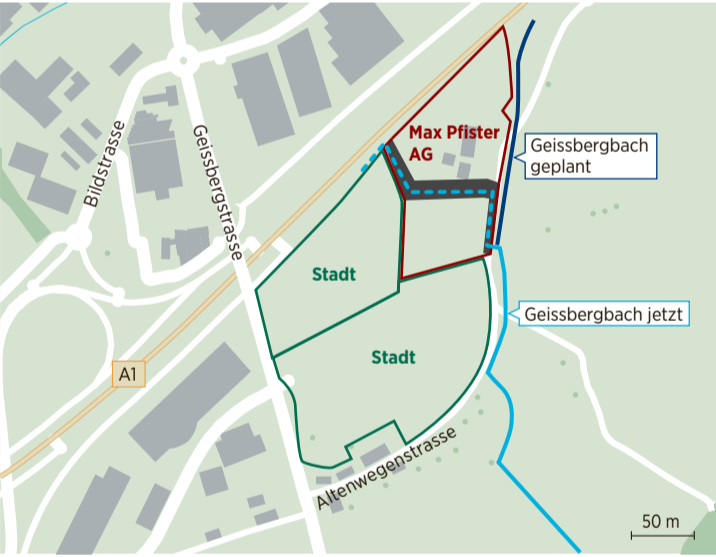 Bildstrasse
Geissbergstrasse
Max Pfister
AG
Geissbergbach
geplant
Stadt
Geissbergbach jetzt
Stadt
A1
Altenwegenstrasse
50 m